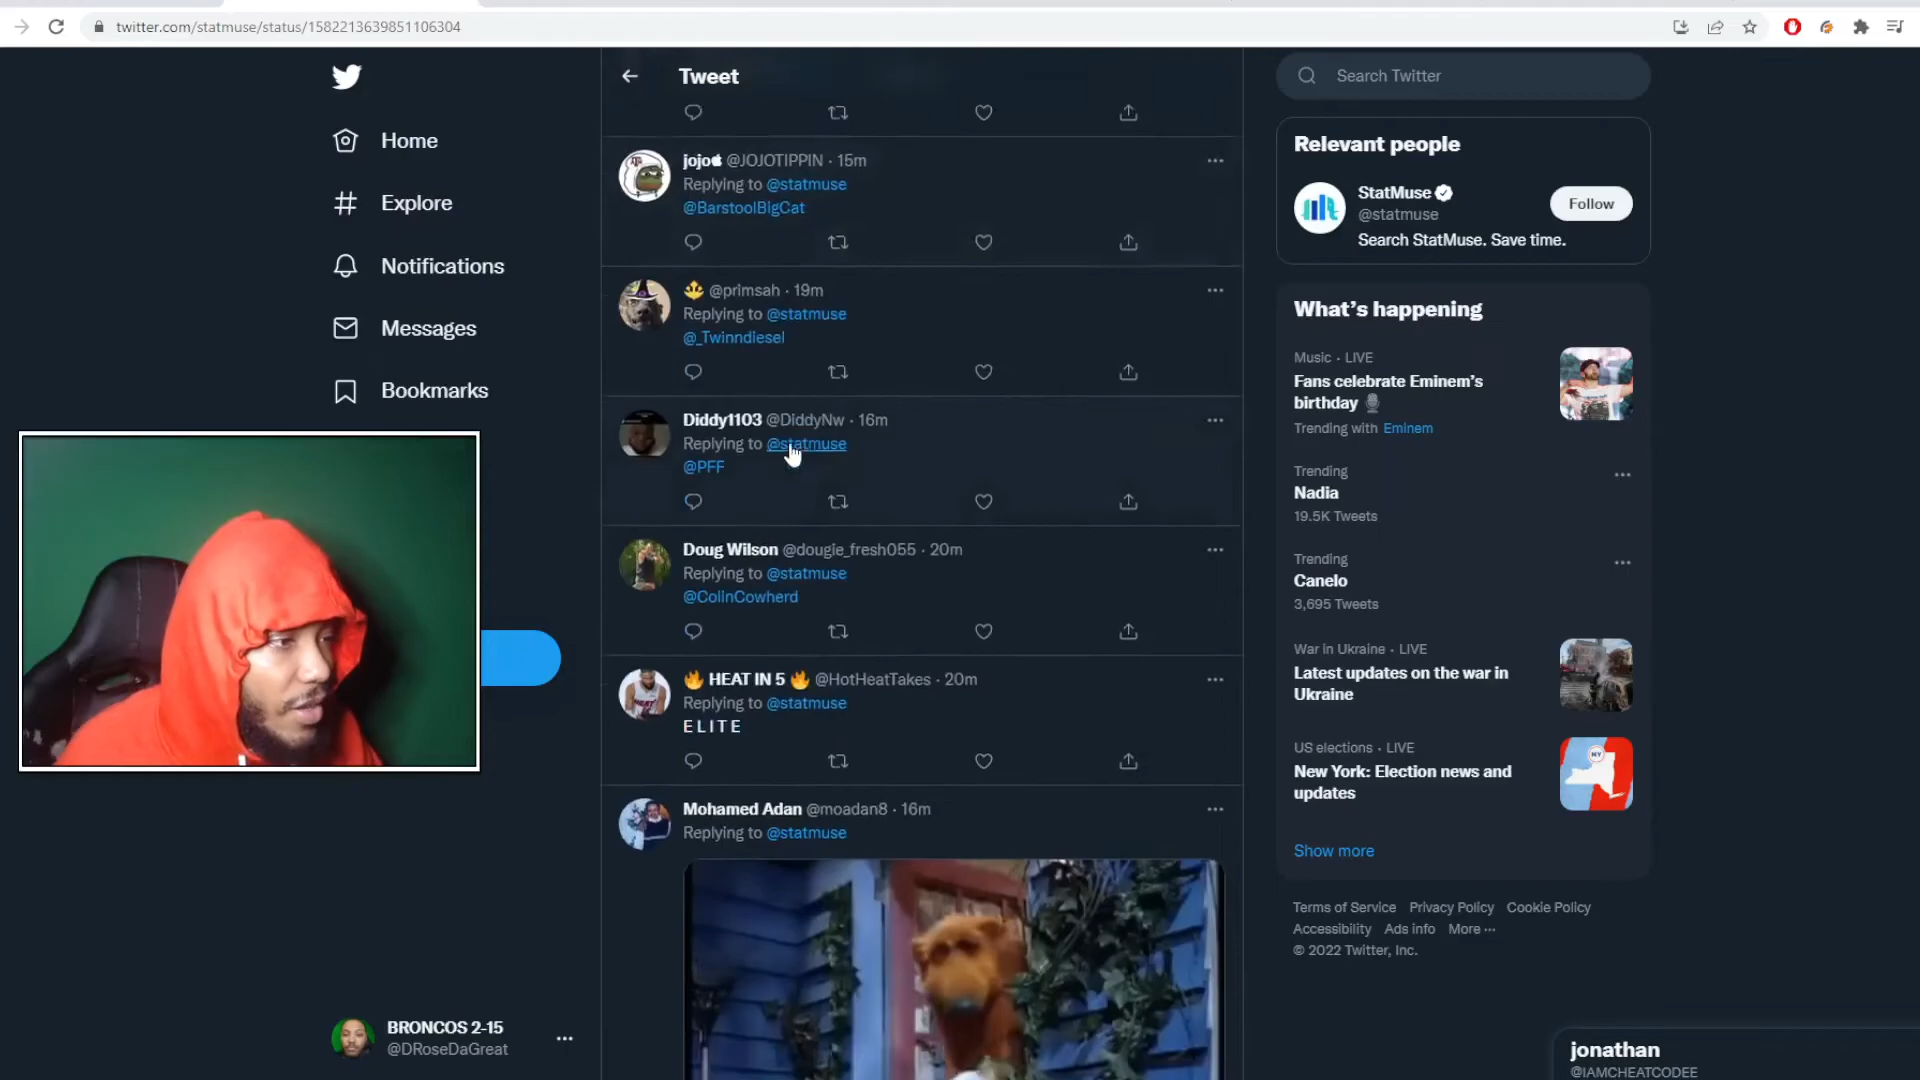 twitter.com/statmuse/status/1582213639851106304
Home
Explore
Notifications
Messages
Bookmarks
BRONCOS 2-15
@DRoseDaGreat
Tweet
jojo @JOJOTIPPIN · 15m
Replying to @statmuse
@BarstoolBigCat
@primsah · 19m
Replying to @statmuse
@_Twinndiesel
Diddy1103 @DiddyNw · 16m
Replying to @statmuse
@PFF
Doug Wilson @dougie_fresh055 · 20m
Replying to @statmuse
@ColinCowherd
🔥 HEAT IN 5 🔥 @HotHeatTakes · 20m
Replying to @statmuse
E L I T E
Mohamed Adan @moadan8 · 16m
Replying to @statmuse
Search Twitter
Relevant people
StatMuse
@statmuse
Follow
Search StatMuse. Save time.
What's happening
Music · LIVE
Fans celebrate Eminem's
birthday 🎙️
Trending with Eminem
Trending
Nadia
19.5K Tweets
Trending
Canelo
3,695 Tweets
War in Ukraine · LIVE
Latest updates on the war in
Ukraine
US elections · LIVE
New York: Election news and
updates
NY
Show more
Terms of Service Privacy Policy Cookie Policy
Accessibility Ads info More ···
© 2022 Twitter, Inc.
jonathan
@IAMCHEATCODEE